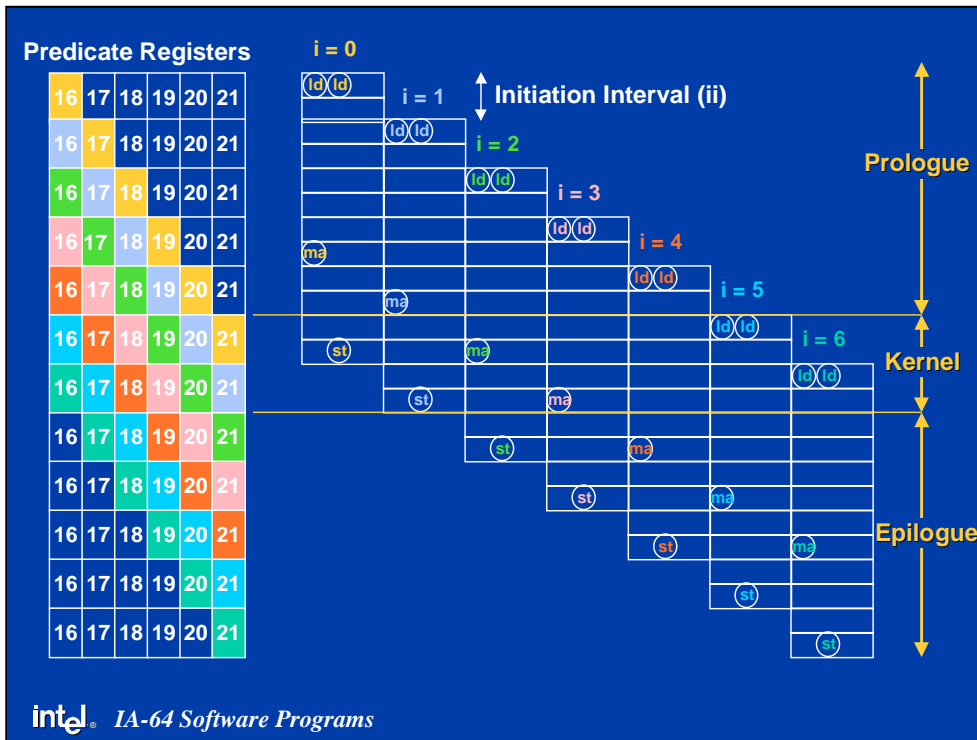 Predicate Registers
i = 0
16 17 18 19 20 21
ld ld
i = 1
Initiation Interval (ii)
16 17 18 19 20 21
ld ld
i = 2
Prologue
16 17 18 19 20 21
ld ld
i = 3
16 17 18 19 20 21
ma
ld ld
i = 4
16 17 18 19 20 21
ma
ld ld
i = 5
16 17 18 19 20 21
st
ma
ld ld
i = 6
Kernel
16 17 18 19 20 21
st
ma
ld ld
16 17 18 19 20 21
st
ma
16 17 18 19 20 21
st
ma
16 17 18 19 20 21
st
ma
Epilogue
16 17 18 19 20 21
st
16 17 18 19 20 21
st
intel® IA-64 Software Programs